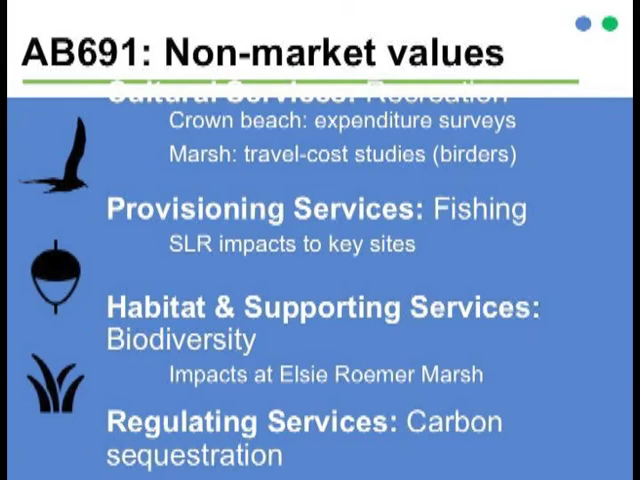 AB691: Non-market values
Cultural Services: Recreation
Crown beach: expenditure surveys
Marsh: travel-cost studies (birders)
Provisioning Services: Fishing
SLR impacts to key sites
Habitat & Supporting Services:
Biodiversity
Impacts at Elsie Roemer Marsh
Regulating Services: Carbon
sequestration